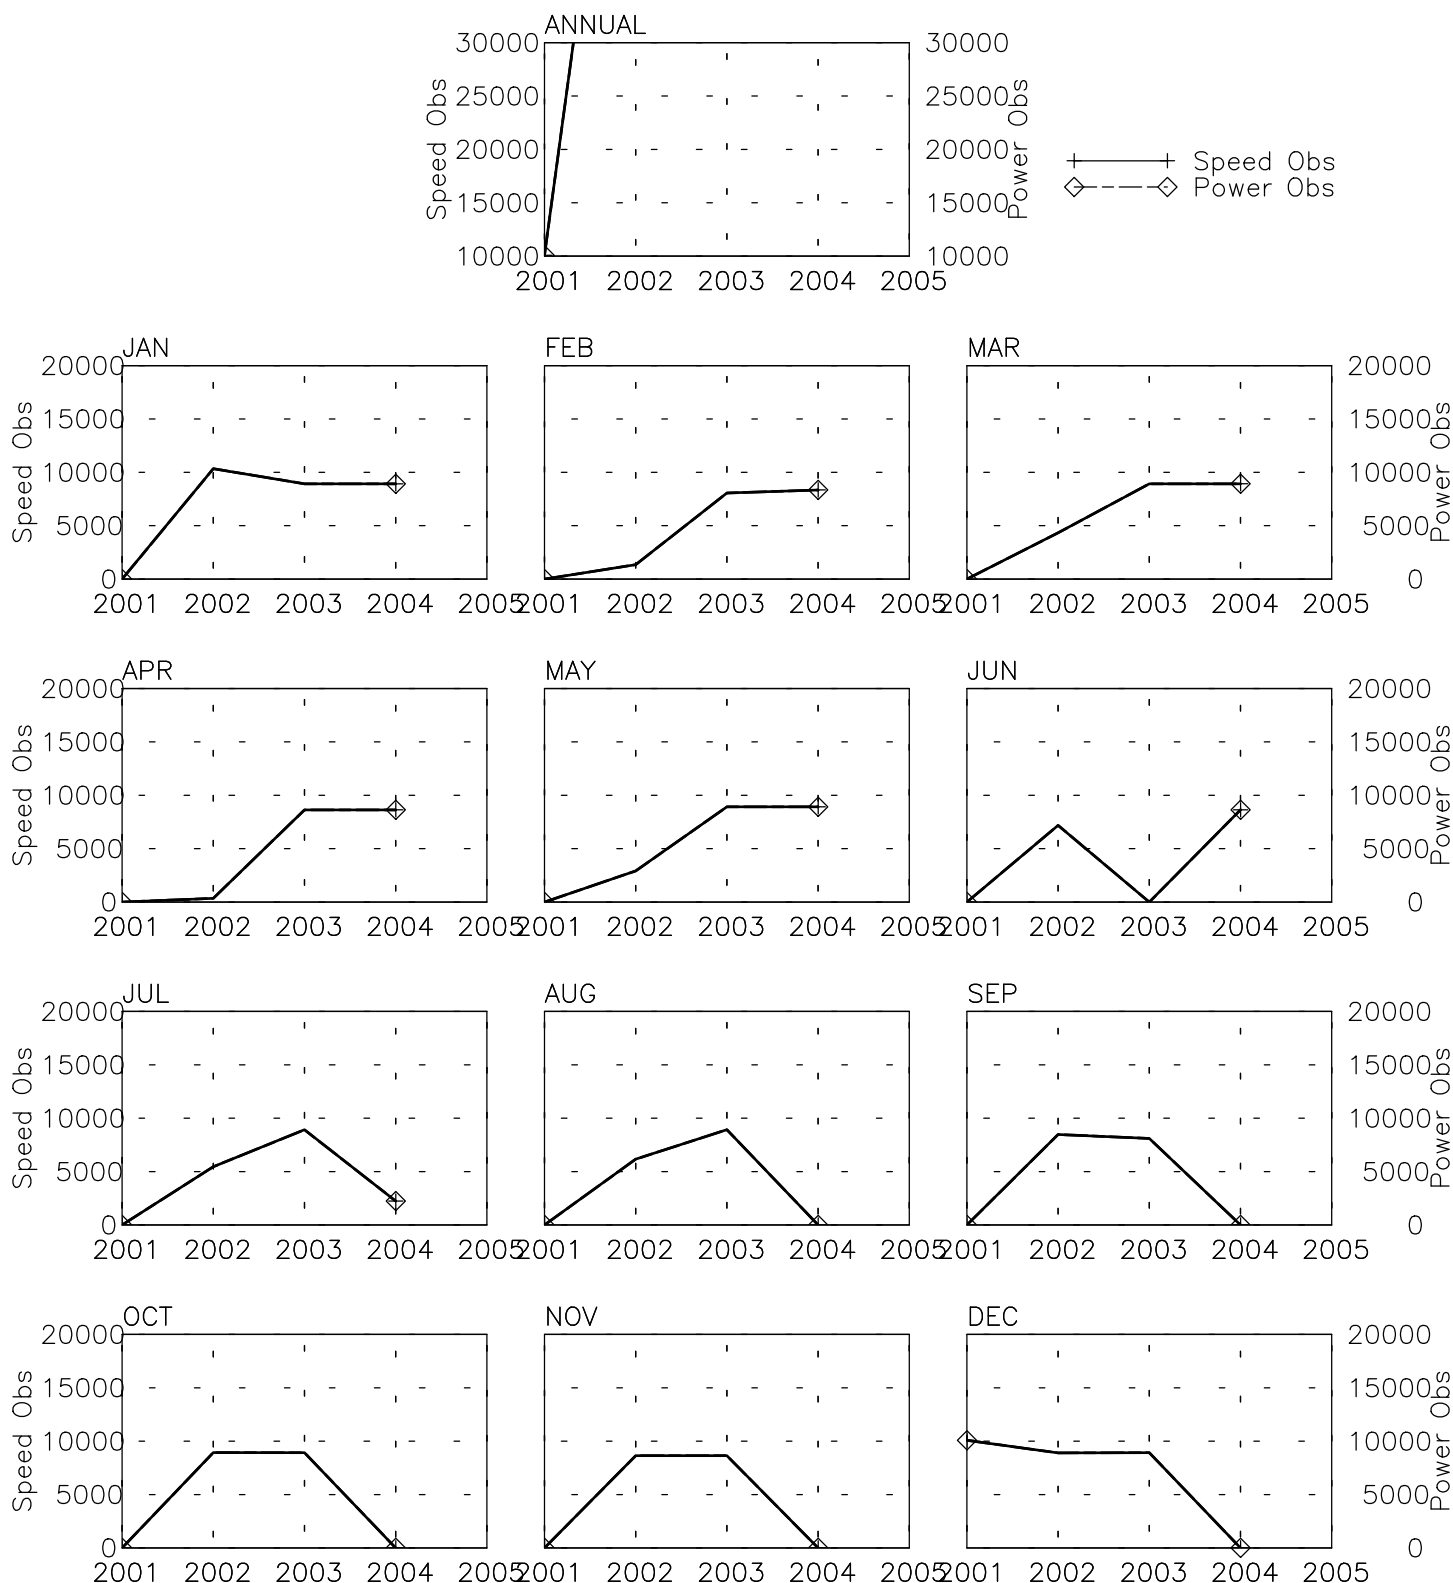 ANNUAL
30000 30000
25000 25000
20000 20000
15000 15000
10000 10000
Speed Obs
Power Obs
2001 2002 2003 2004 2005
Speed Obs
Power Obs
JAN FEB MAR
20000 20000
15000 15000
10000 10000
5000 5000
0 0
Speed Obs
Power Obs
2001 2002 2003 2004 2005 2001 2002 2003 2004 2005 2001 2002 2003 2004 2005
APR MAY JUN
20000 20000
15000 15000
10000 10000
5000 5000
0 0
Speed Obs
Power Obs
2001 2002 2003 2004 2005 2001 2002 2003 2004 2005 2001 2002 2003 2004 2005
JUL AUG SEP
20000 20000
15000 15000
10000 10000
5000 5000
0 0
Speed Obs
Power Obs
2001 2002 2003 2004 2005 2001 2002 2003 2004 2005 2001 2002 2003 2004 2005
OCT NOV DEC
20000 20000
15000 15000
10000 10000
5000 5000
0 0
Speed Obs
Power Obs
2001 2002 2003 2004 2005 2001 2002 2003 2004 2005 2001 2002 2003 2004 2005